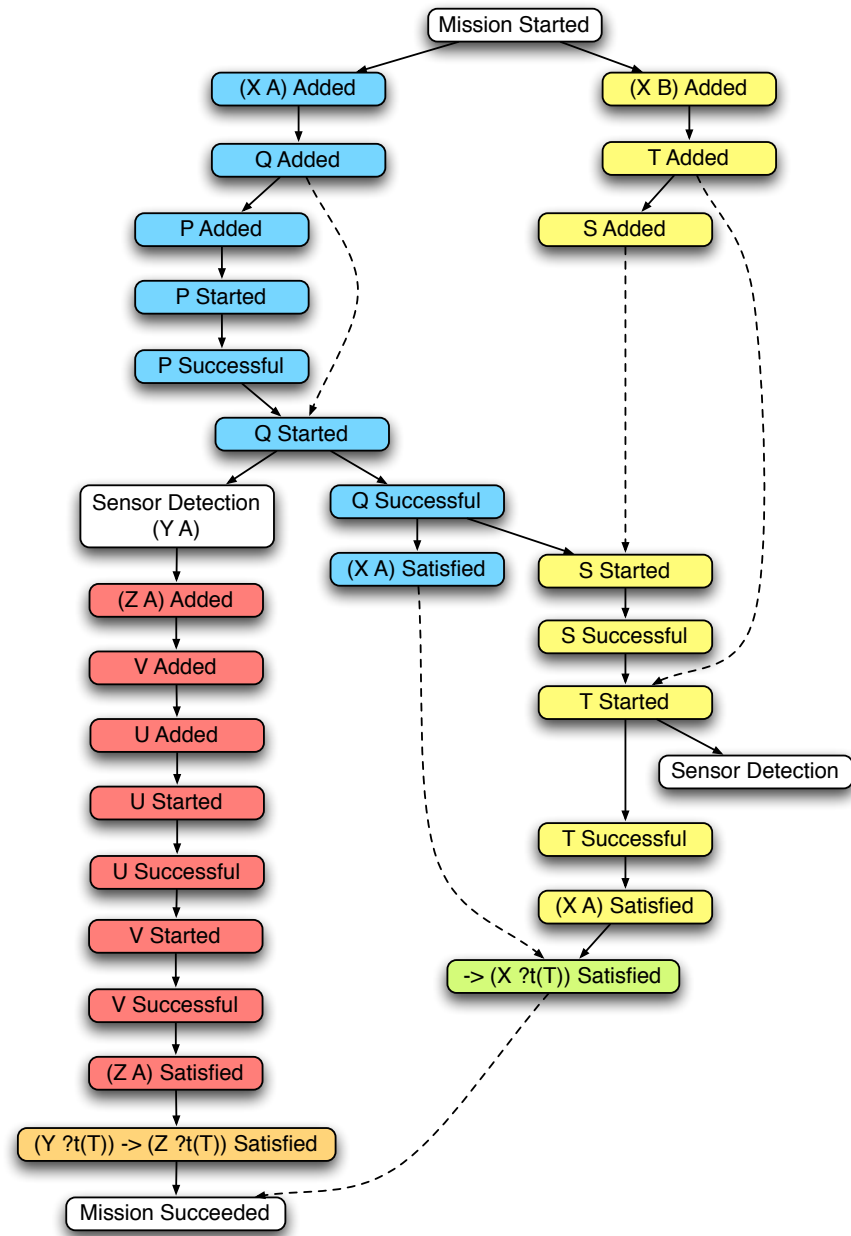 Mission Started
(X A) Added
(X B) Added
Q Added
T Added
P Added
S Added
P Started
P Successful
Q Started
Sensor Detection
(Y A)
Q Successful
(X A) Satisfied
S Started
(Z A) Added
S Successful
V Added
T Started
U Added
Sensor Detection
U Started
T Successful
U Successful
(X A) Satisfied
V Started
-> (X ?t(T)) Satisfied
V Successful
(Z A) Satisfied
(Y ?t(T)) -> (Z ?t(T)) Satisfied
Mission Succeeded